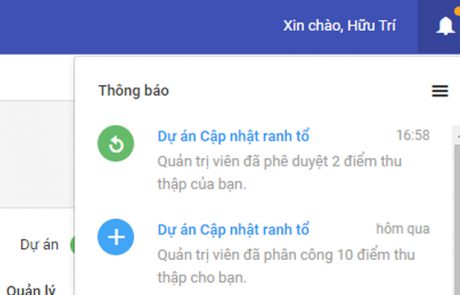 Xin chào, Hữu Trí
Thông báo
Dự án Cập nhật ranh tổ 16:58
Quản trị viên đã phê duyệt 2 điểm thu
thập của bạn.
Dự án Cập nhật ranh tổ hôm qua
Quản trị viên đã phân công 10 điểm thu
thập cho bạn.
Dự án
Quản lý